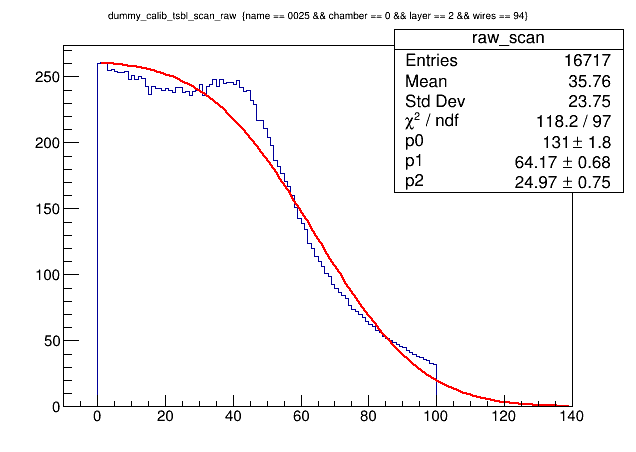 dummy_calib_tsbl_scan_raw {name == 0025 && chamber == 0 && layer == 2 && wires == 94}
raw_scan
Entries 16717
Mean 35.76
Std Dev 23.75
χ² / ndf 118.2 / 97
p0 131 ± 1.8
p1 64.17 ± 0.68
p2 24.97 ± 0.75
250
200
150
100
50
0
0 20 40 60 80 100 120 140